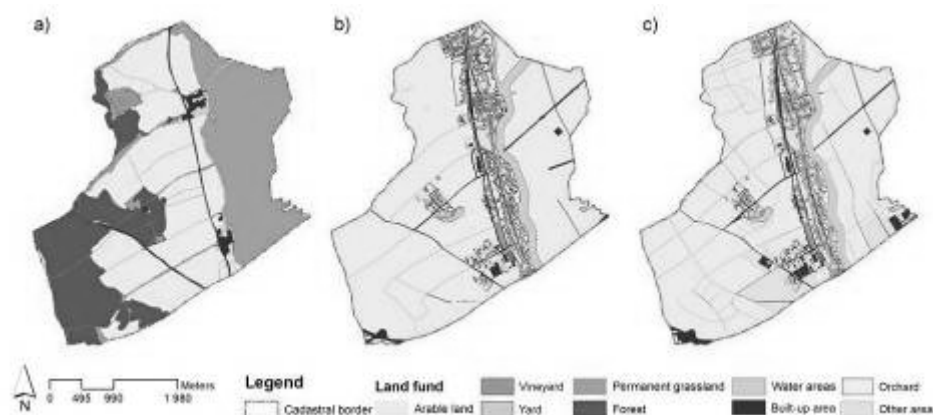 a) b) c)
Meters
0 495 990 1 980
N
Legend
Cadastral border
Land fund
Arable land
Vineyard
Yard
Permanent grassland
Forest
Water areas
Built-up area
Orchard
Other area